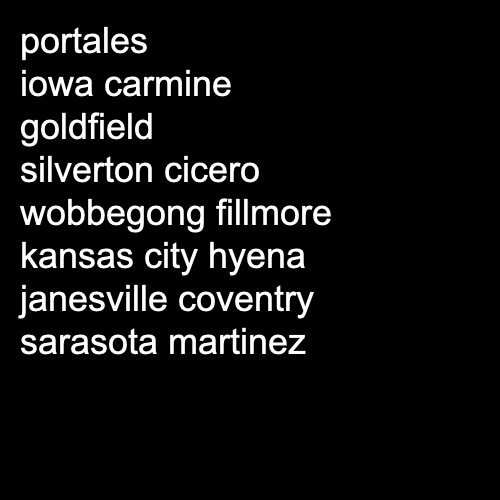 portales
iowa carmine
goldfield
silverton cicero
wobbegong fillmore
kansas city hyena
janesville coventry
sarasota martinez